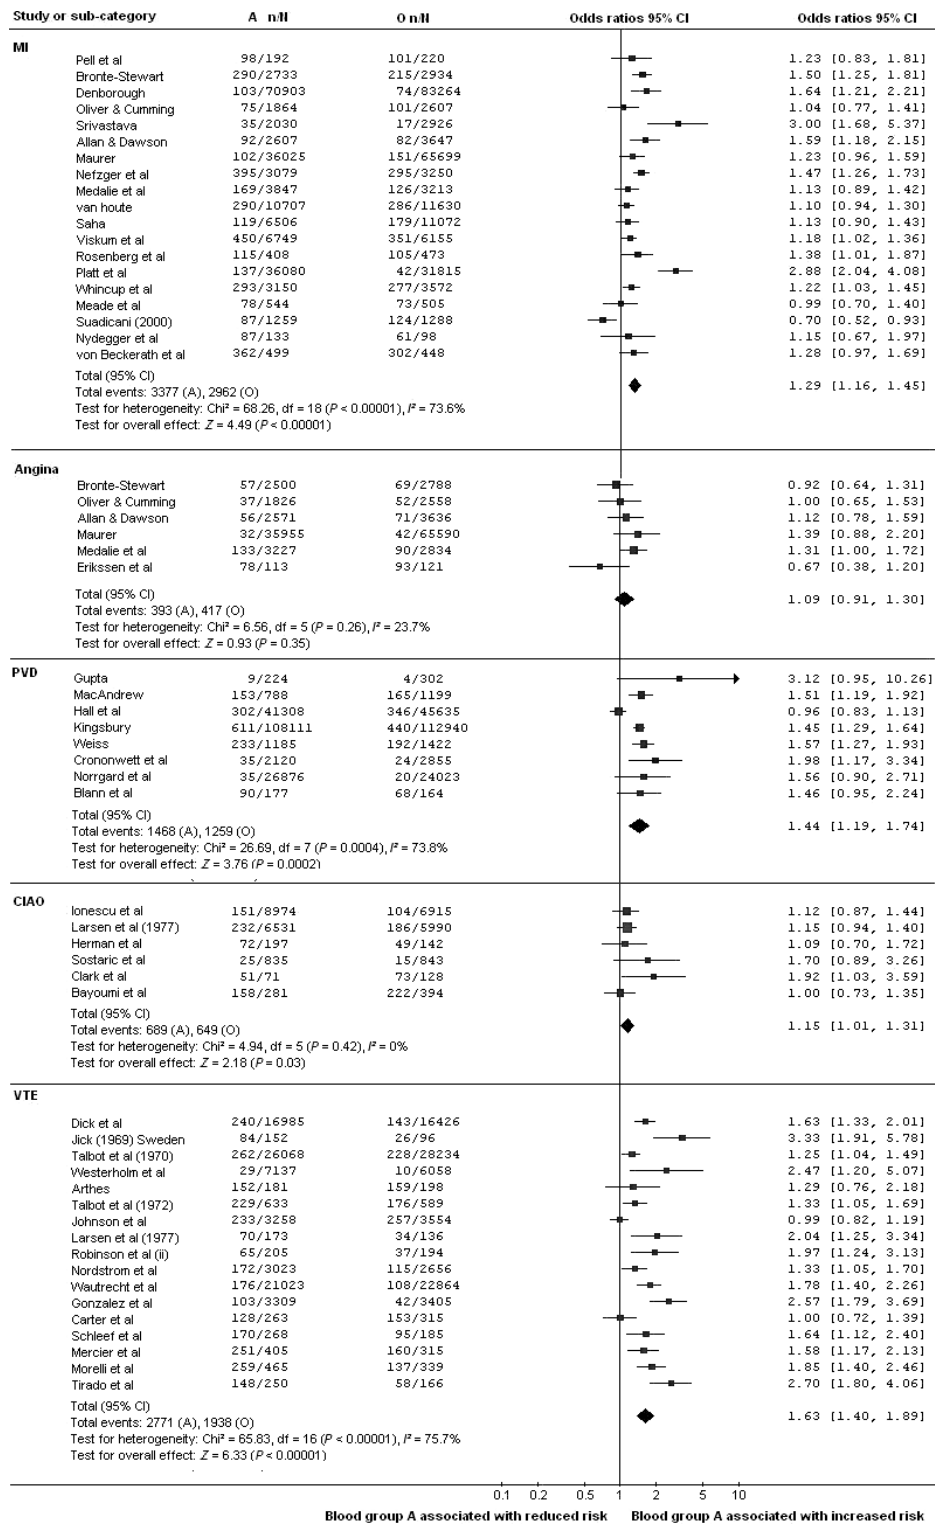 Study or sub-category A n/N O n/N Odds ratios 95% CI Odds ratios 95% CI
MI
Pell et al 98/192 101/220 1.23 [0.83, 1.81]
Bronte-Stewart 290/2733 215/2934 1.50 [1.25, 1.81]
Denborough 103/70903 74/83264 1.64 [1.21, 2.21]
Oliver & Cumming 75/1864 101/2607 1.04 [0.77, 1.41]
Srivastava 35/2030 17/2926 3.00 [1.68, 5.37]
Allan & Dawson 92/2607 82/3647 1.59 [1.18, 2.15]
Maurer 102/36025 151/65699 1.23 [0.96, 1.59]
Nefzger et al 395/3079 295/3250 1.47 [1.26, 1.73]
Medalie et al 169/3847 126/3213 1.13 [0.89, 1.42]
van houte 290/10707 286/11630 1.10 [0.94, 1.30]
Saha 119/6506 179/11072 1.13 [0.90, 1.43]
Viskum et al 450/6749 351/6155 1.18 [1.02, 1.36]
Rosenberg et al 115/408 105/473 1.38 [1.01, 1.87]
Platt et al 137/36080 42/31815 2.88 [2.04, 4.08]
Whincup et al 293/3150 277/3572 1.22 [1.03, 1.45]
Meade et al 78/544 73/505 0.99 [0.70, 1.40]
Suadicani (2000) 87/1259 124/1288 0.70 [0.52, 0.93]
Nydegger et al 87/133 61/98 1.15 [0.67, 1.97]
von Beckerath et al 362/499 302/448 1.28 [0.97, 1.69]
Total (95% CI)
Total events: 3377 (A), 2962 (O) 1.29 [1.16, 1.45]
Test for heterogeneity: Chi² = 68.26, df = 18 (P < 0.00001), I² = 73.6%
Test for overall effect: Z = 4.49 (P < 0.00001)
Angina
Bronte-Stewart 57/2500 69/2788 0.92 [0.64, 1.31]
Oliver & Cumming 37/1826 52/2558 1.00 [0.65, 1.53]
Allan & Dawson 56/2571 71/3636 1.12 [0.78, 1.59]
Maurer 32/35955 42/65590 1.39 [0.88, 2.20]
Medalie et al 133/3227 90/2834 1.31 [1.00, 1.72]
Erikssen et al 78/113 93/121 0.67 [0.38, 1.20]
Total (95% CI) 1.09 [0.91, 1.30]
Total events: 393 (A), 417 (O)
Test for heterogeneity: Chi² = 6.56, df = 5 (P = 0.26), I² = 23.7%
Test for overall effect: Z = 0.93 (P = 0.35)
PVD
Gupta 9/224 4/302 3.12 [0.95, 10.26]
MacAndrew 153/788 165/1199 1.51 [1.19, 1.92]
Hall et al 302/41308 346/45635 0.96 [0.83, 1.13]
Kingsbury 611/108111 440/112940 1.45 [1.29, 1.64]
Weiss 233/1185 192/1422 1.57 [1.27, 1.93]
Crononwett et al 35/2120 24/2855 1.98 [1.17, 3.34]
Norrgard et al 35/26876 20/24023 1.56 [0.90, 2.71]
Blann et al 90/177 68/164 1.46 [0.95, 2.24]
Total (95% CI)
Total events: 1468 (A), 1259 (O) 1.44 [1.19, 1.74]
Test for heterogeneity: Chi² = 26.69, df = 7 (P = 0.0004), I² = 73.8%
Test for overall effect: Z = 3.76 (P = 0.0002)
CIAO
Ionescu et al 151/8974 104/6915 1.12 [0.87, 1.44]
Larsen et al (1977) 232/6531 186/5990 1.15 [0.94, 1.40]
Herman et al 72/197 49/142 1.09 [0.70, 1.72]
Sostaric et al 25/835 15/843 1.70 [0.89, 3.26]
Clark et al 51/71 73/128 1.92 [1.03, 3.59]
Bayoumi et al 158/281 222/394 1.00 [0.73, 1.35]
Total (95% CI)
Total events: 689 (A), 649 (O) 1.15 [1.01, 1.31]
Test for heterogeneity: Chi² = 4.94, df = 5 (P = 0.42), I² = 0%
Test for overall effect: Z = 2.18 (P = 0.03)
VTE
Dick et al 240/16985 143/16426 1.63 [1.33, 2.01]
Jick (1969) Sweden 84/152 26/96 3.33 [1.91, 5.78]
Talbot et al (1970) 262/26068 228/28234 1.25 [1.04, 1.49]
Westerholm et al 29/7137 10/6058 2.47 [1.20, 5.07]
Arthes 152/181 159/198 1.29 [0.76, 2.18]
Talbot et al (1972) 229/633 176/589 1.33 [1.05, 1.69]
Johnson et al 233/3258 257/3554 0.99 [0.82, 1.19]
Larsen et al (1977) 70/173 34/136 2.04 [1.25, 3.34]
Robinson et al (ii) 65/205 37/194 1.97 [1.24, 3.13]
Nordstrom et al 172/3023 115/2656 1.33 [1.05, 1.70]
Wautrecht et al 176/21023 108/22864 1.78 [1.40, 2.26]
Gonzalez et al 103/3309 42/3405 2.57 [1.79, 3.69]
Carter et al 128/263 153/315 1.00 [0.72, 1.39]
Schleef et al 170/268 95/185 1.64 [1.12, 2.40]
Mercier et al 251/405 160/315 1.58 [1.17, 2.13]
Morelli et al 259/465 137/339 1.85 [1.40, 2.46]
Tirado et al 148/250 58/166 2.70 [1.80, 4.06]
Total (95% CI)
Total events: 2771 (A), 1938 (O) 1.63 [1.40, 1.89]
Test for heterogeneity: Chi² = 65.83, df = 16 (P < 0.00001), I² = 75.7%
Test for overall effect: Z = 6.33 (P < 0.00001)
0.1 0.2 0.5 1 2 5 10
Blood group A associated with reduced risk Blood group A associated with increased risk